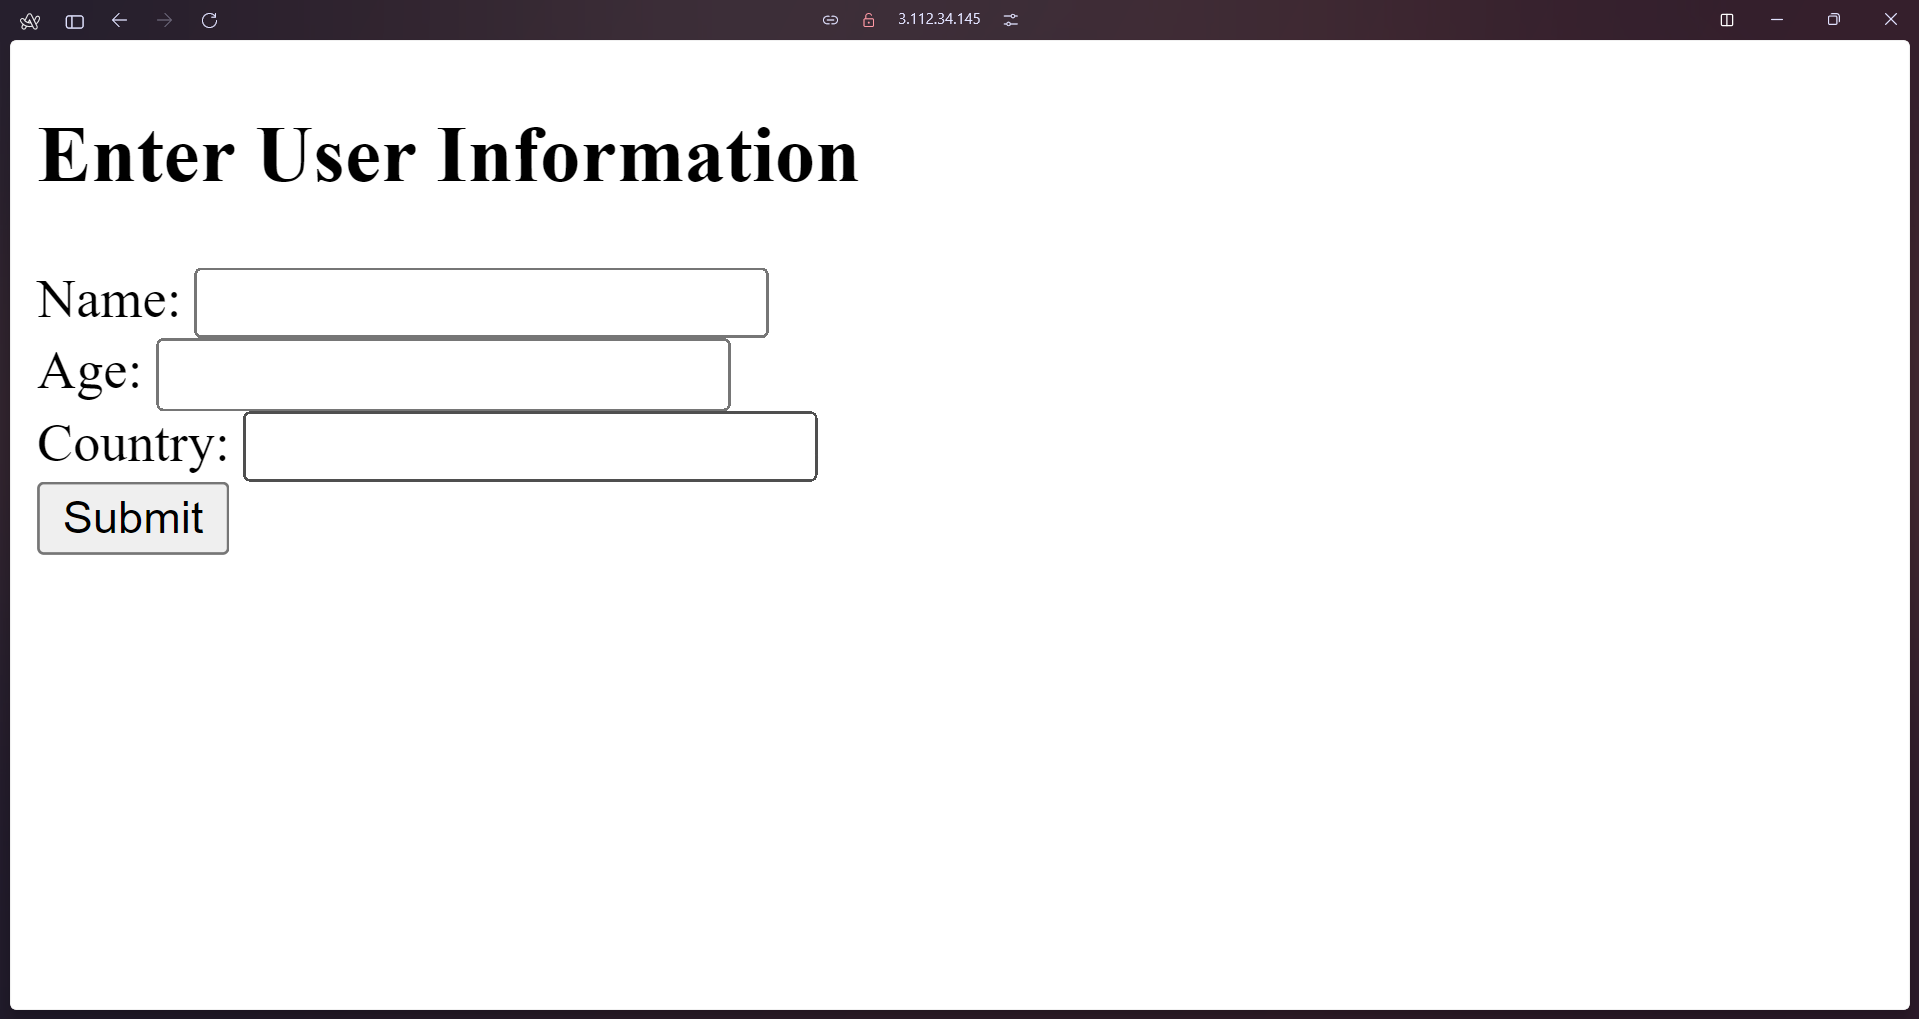 3.112.34.145
Enter User Information
Name:
Age:
Country:
Submit